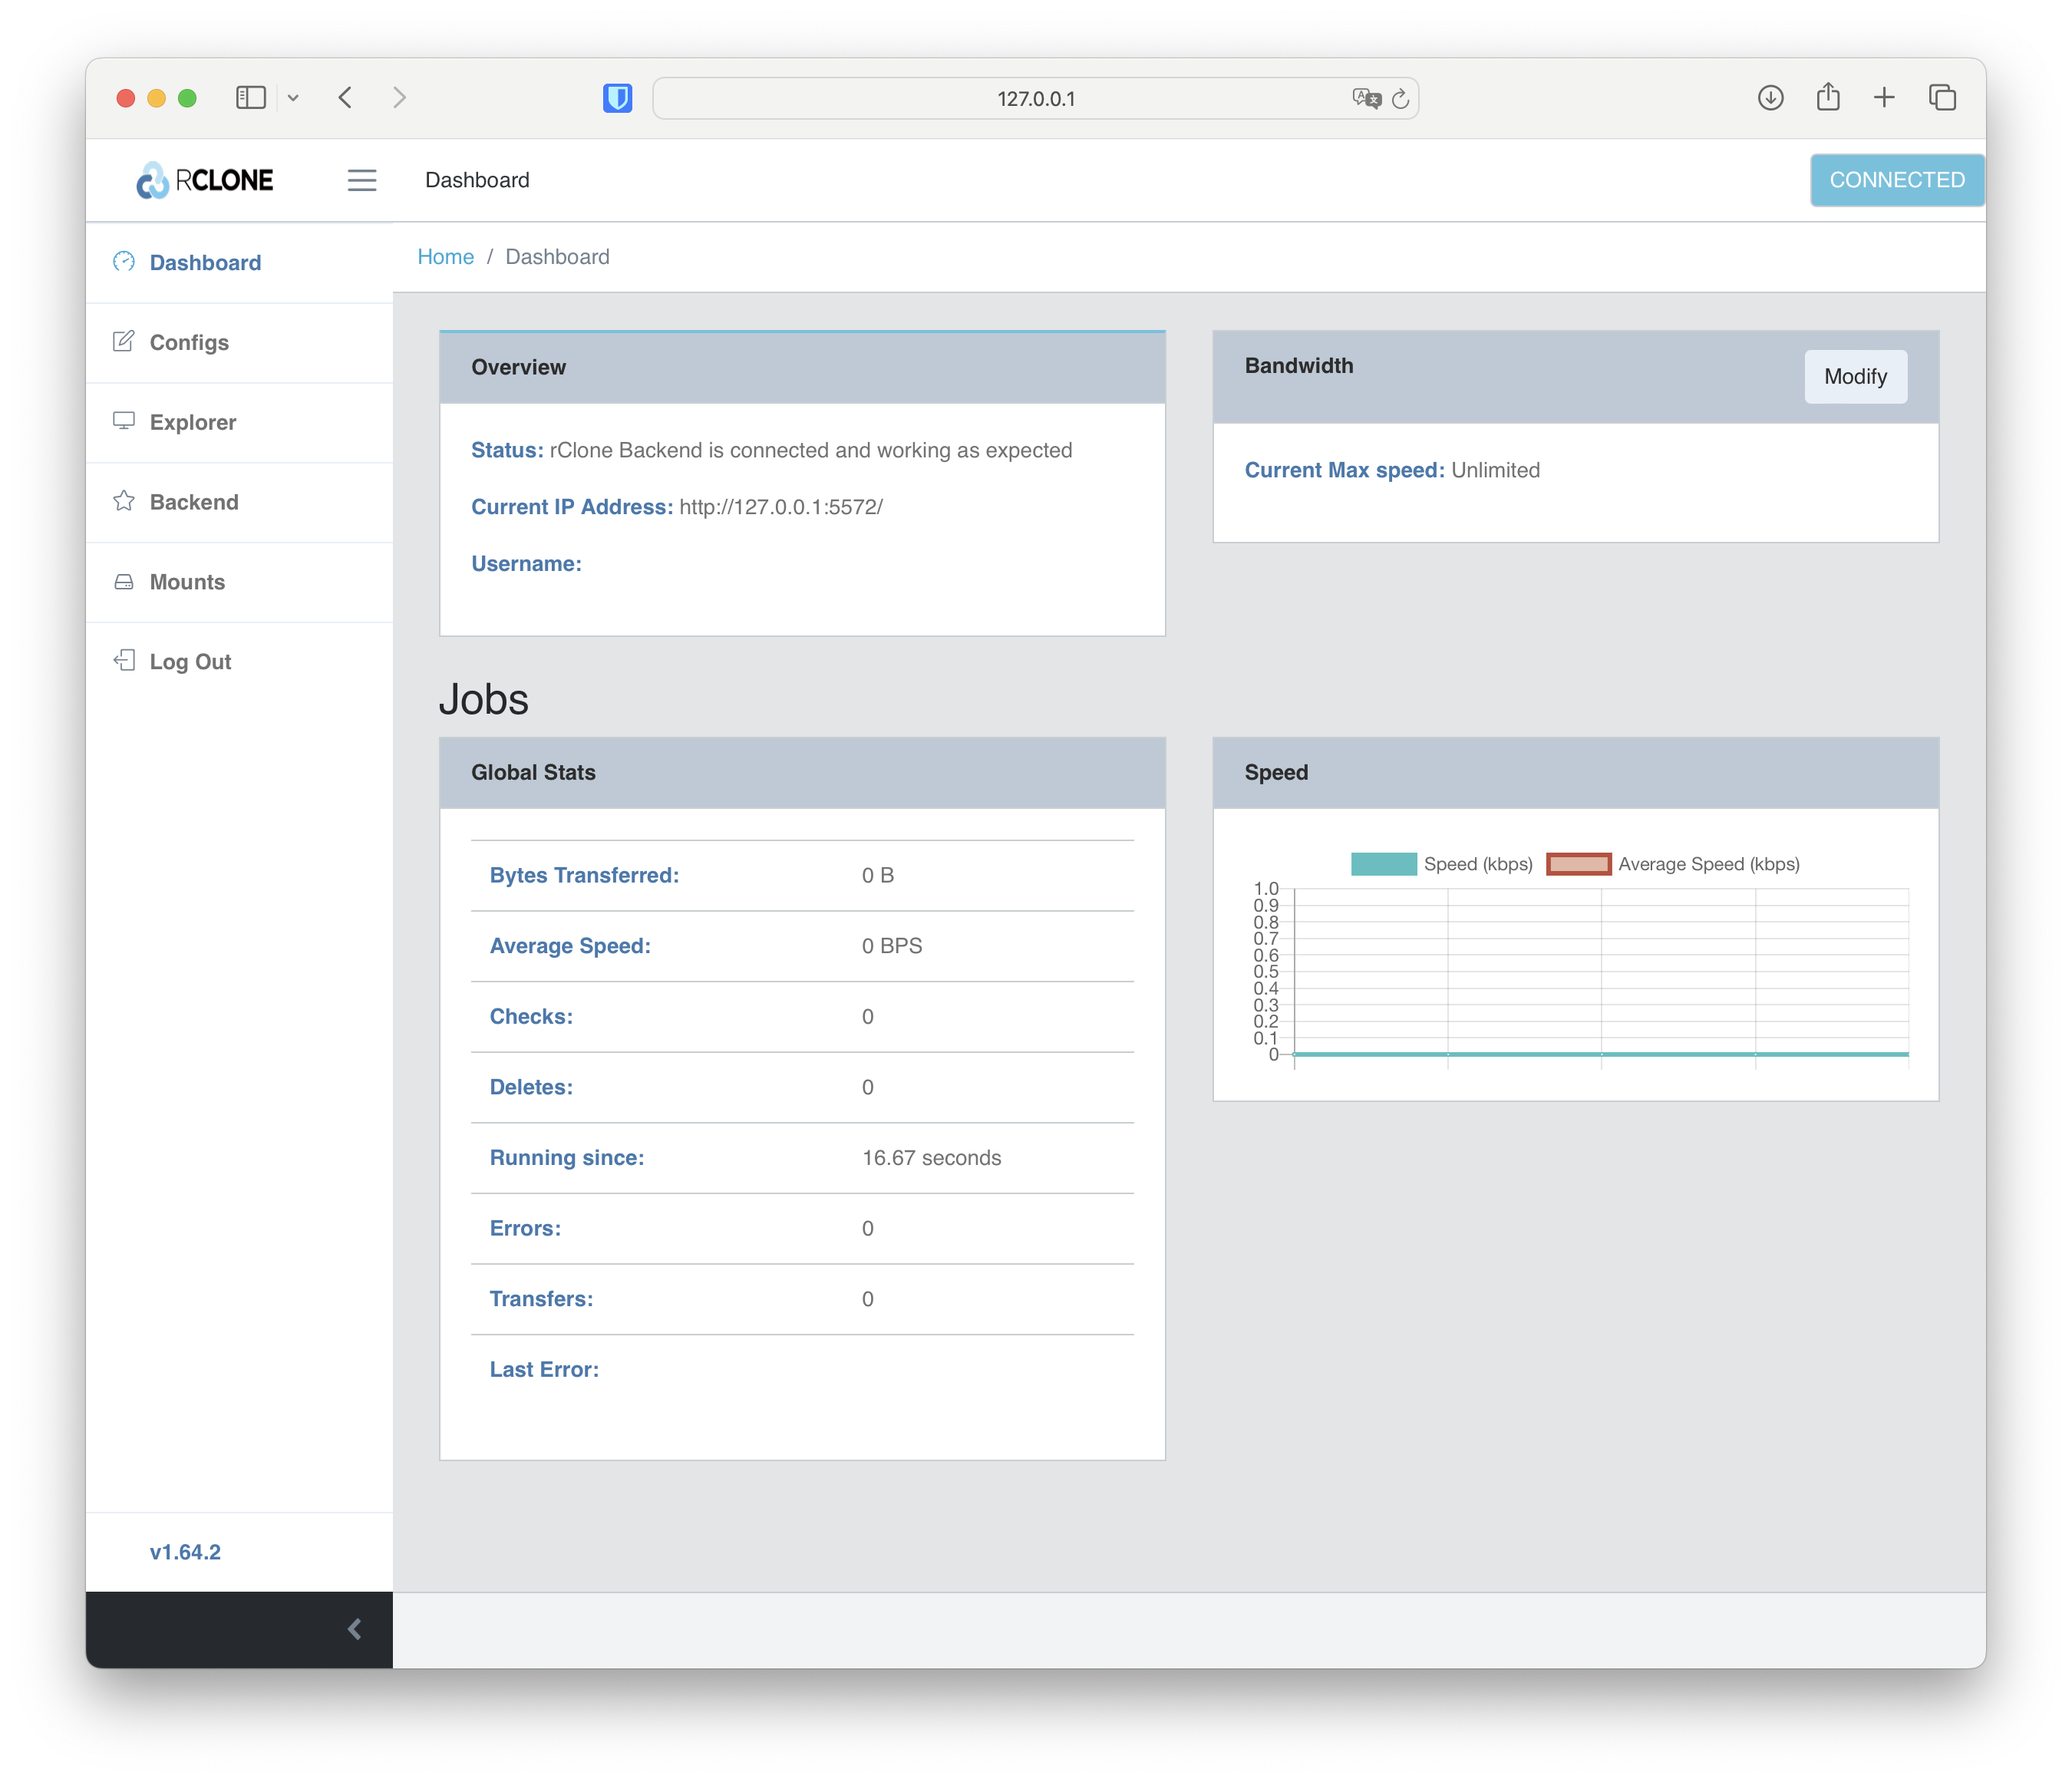 127.0.0.1
RCLONE
Dashboard
CONNECTED
Dashboard
Configs
Explorer
Backend
Mounts
Log Out
v1.64.2
Home / Dashboard
Overview
Status: rClone Backend is connected and working as expected
Current IP Address: http://127.0.0.1:5572/
Username:
Bandwidth
Modify
Current Max speed: Unlimited
Jobs
Global Stats
Bytes Transferred: 0 B
Average Speed: 0 BPS
Checks: 0
Deletes: 0
Running since: 16.67 seconds
Errors: 0
Transfers: 0
Last Error:
Speed
Speed (kbps) Average Speed (kbps)
1.0
0.9
0.8
0.7
0.6
0.5
0.4
0.3
0.2
0.1
0